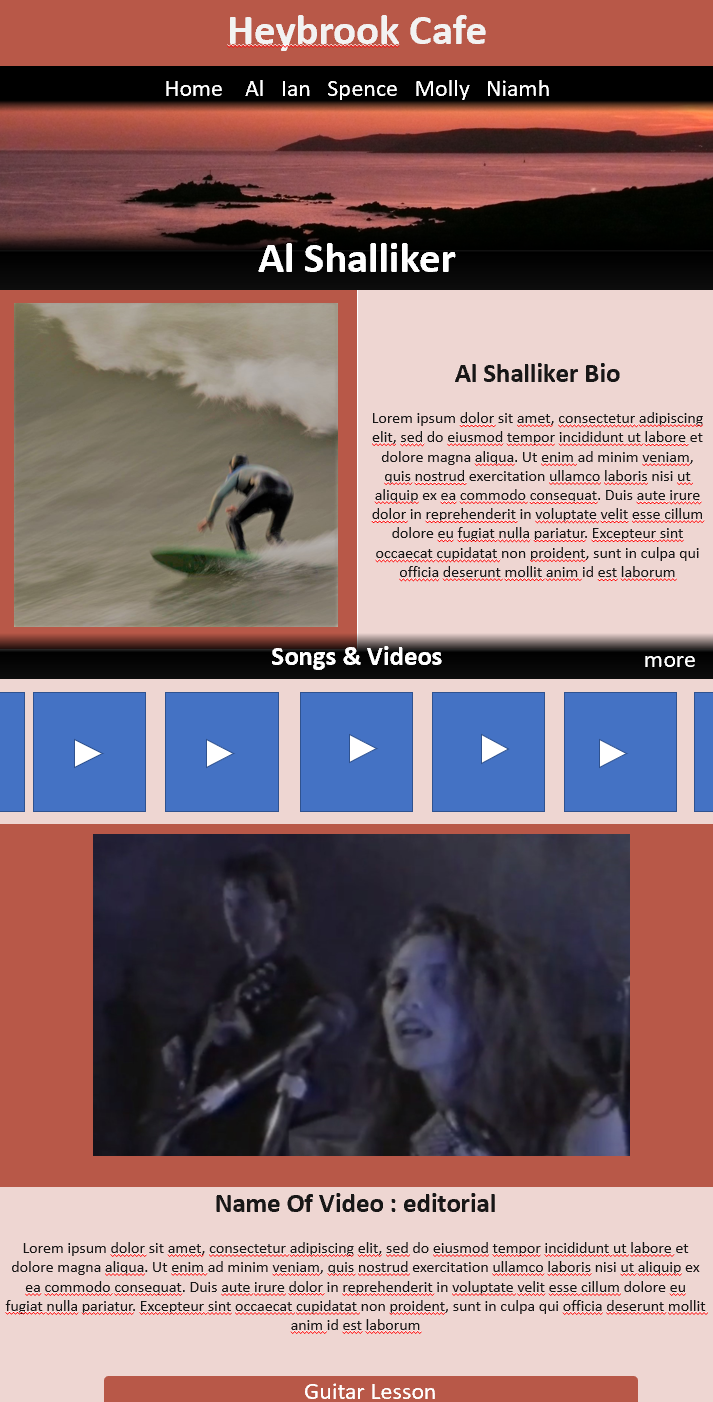 Heybrook Cafe
Home Al Ian Spence Molly Niamh
Al Shalliker
Al Shalliker Bio
Lorem ipsum dolor sit amet, consectetur adipiscing
elit, sed do eiusmod tempor incididunt ut labore et
dolore magna aliqua. Ut enim ad minim veniam,
quis nostrud exercitation ullamco laboris nisi ut
aliquip ex ea commodo consequat. Duis aute irure
dolor in reprehenderit in voluptate velit esse cillum
dolore eu fugiat nulla pariatur. Excepteur sint
occaecat cupidatat non proident, sunt in culpa qui
officia deserunt mollit anim id est laborum
Songs & Videos
more
Name Of Video : editorial
Lorem ipsum dolor sit amet, consectetur adipiscing elit, sed do eiusmod tempor incididunt ut labore et
dolore magna aliqua. Ut enim ad minim veniam, quis nostrud exercitation ullamco laboris nisi ut aliquip ex
ea commodo consequat. Duis aute irure dolor in reprehenderit in voluptate velit esse cillum dolore eu
fugiat nulla pariatur. Excepteur sint occaecat cupidatat non proident, sunt in culpa qui officia deserunt mollit
anim id est laborum
Guitar Lesson